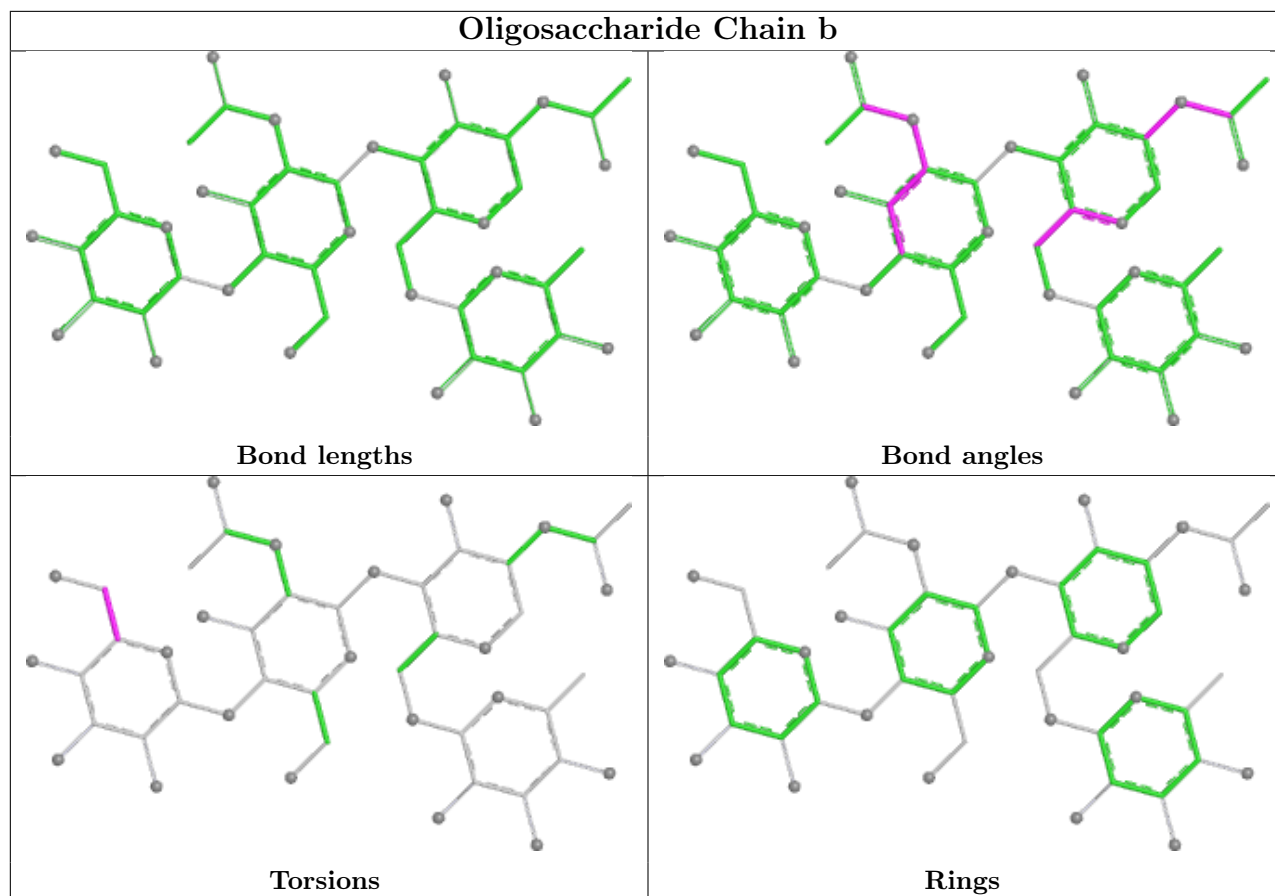 Oligosaccharide Chain b
Bond lengths
Bond angles
Torsions
Rings